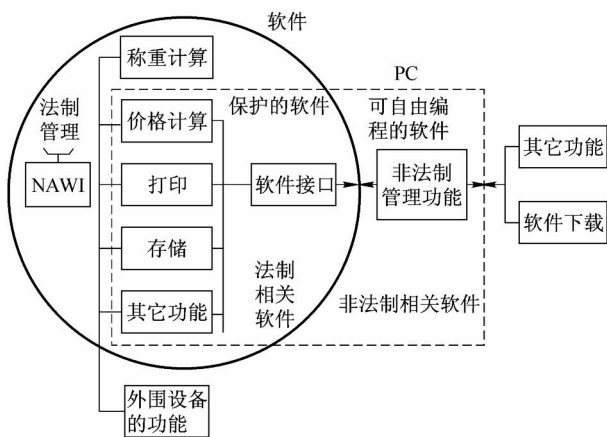 软件
称重计算
PC
法制
管理
价格计算
保护的软件
可自由编
程的软件
NAWI
打印
软件接口
非法制
管理功能
其它功能
软件下载
存储
法制
相关
软件
非法制相关软件
其它功能
外围设备
的功能